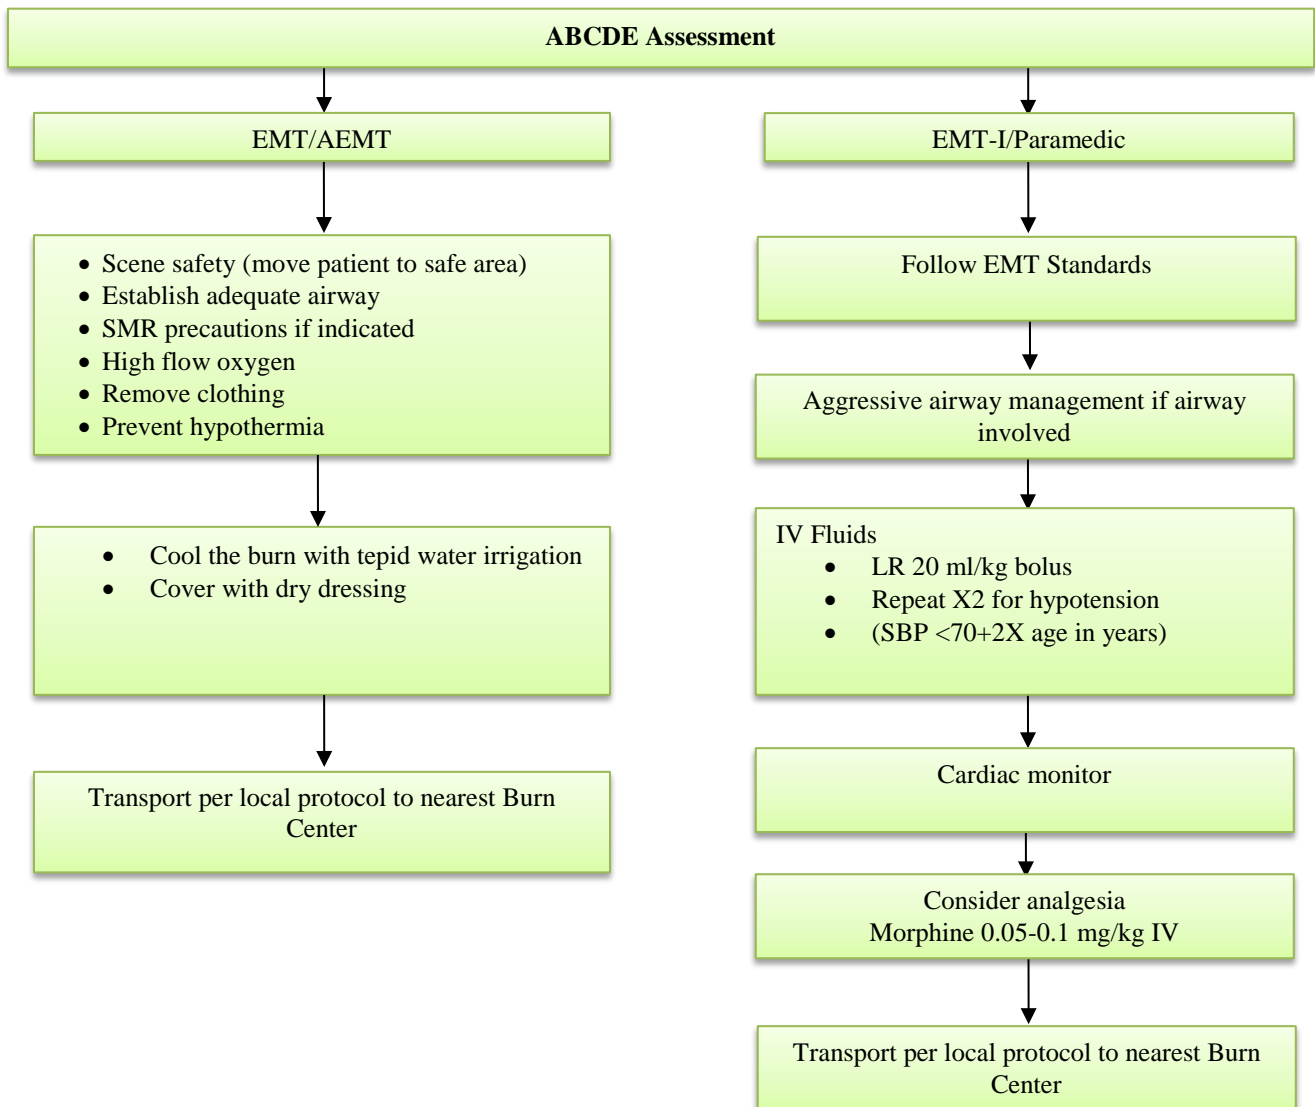 ABCDE Assessment
EMT/AEMT
• Scene safety (move patient to safe area)
• Establish adequate airway
• SMR precautions if indicated
• High flow oxygen
• Remove clothing
• Prevent hypothermia
• Cool the burn with tepid water irrigation
• Cover with dry dressing
Transport per local protocol to nearest Burn
Center
EMT-I/Paramedic
Follow EMT Standards
Aggressive airway management if airway
involved
IV Fluids
• LR 20 ml/kg bolus
• Repeat X2 for hypotension
• (SBP <70+2X age in years)
Cardiac monitor
Consider analgesia
Morphine 0.05-0.1 mg/kg IV
Transport per local protocol to nearest Burn
Center